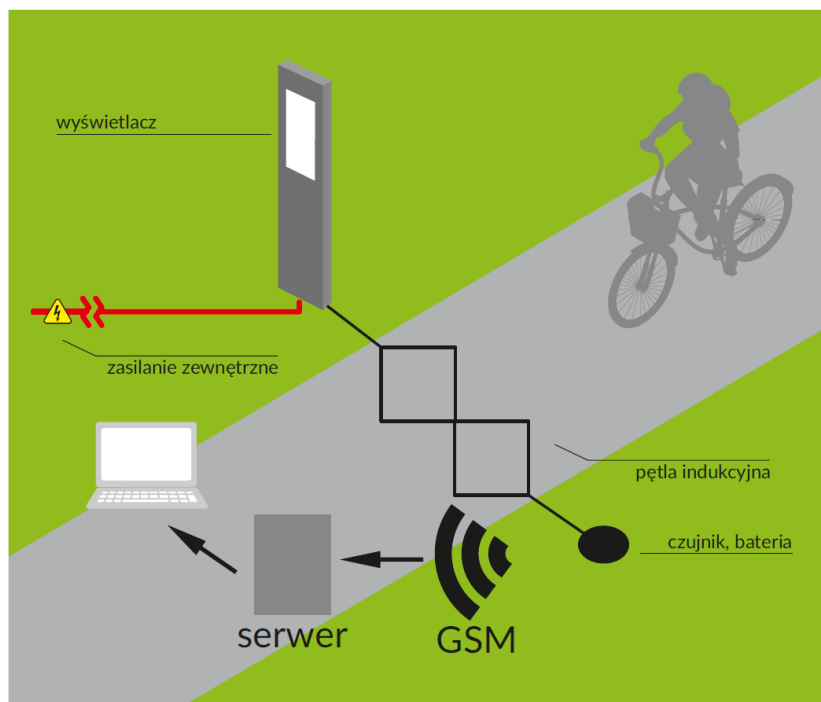 wyświetlacz
zasilanie zewnętrzne
pętla indukcyjna
czujnik, bateria
serwer
GSM